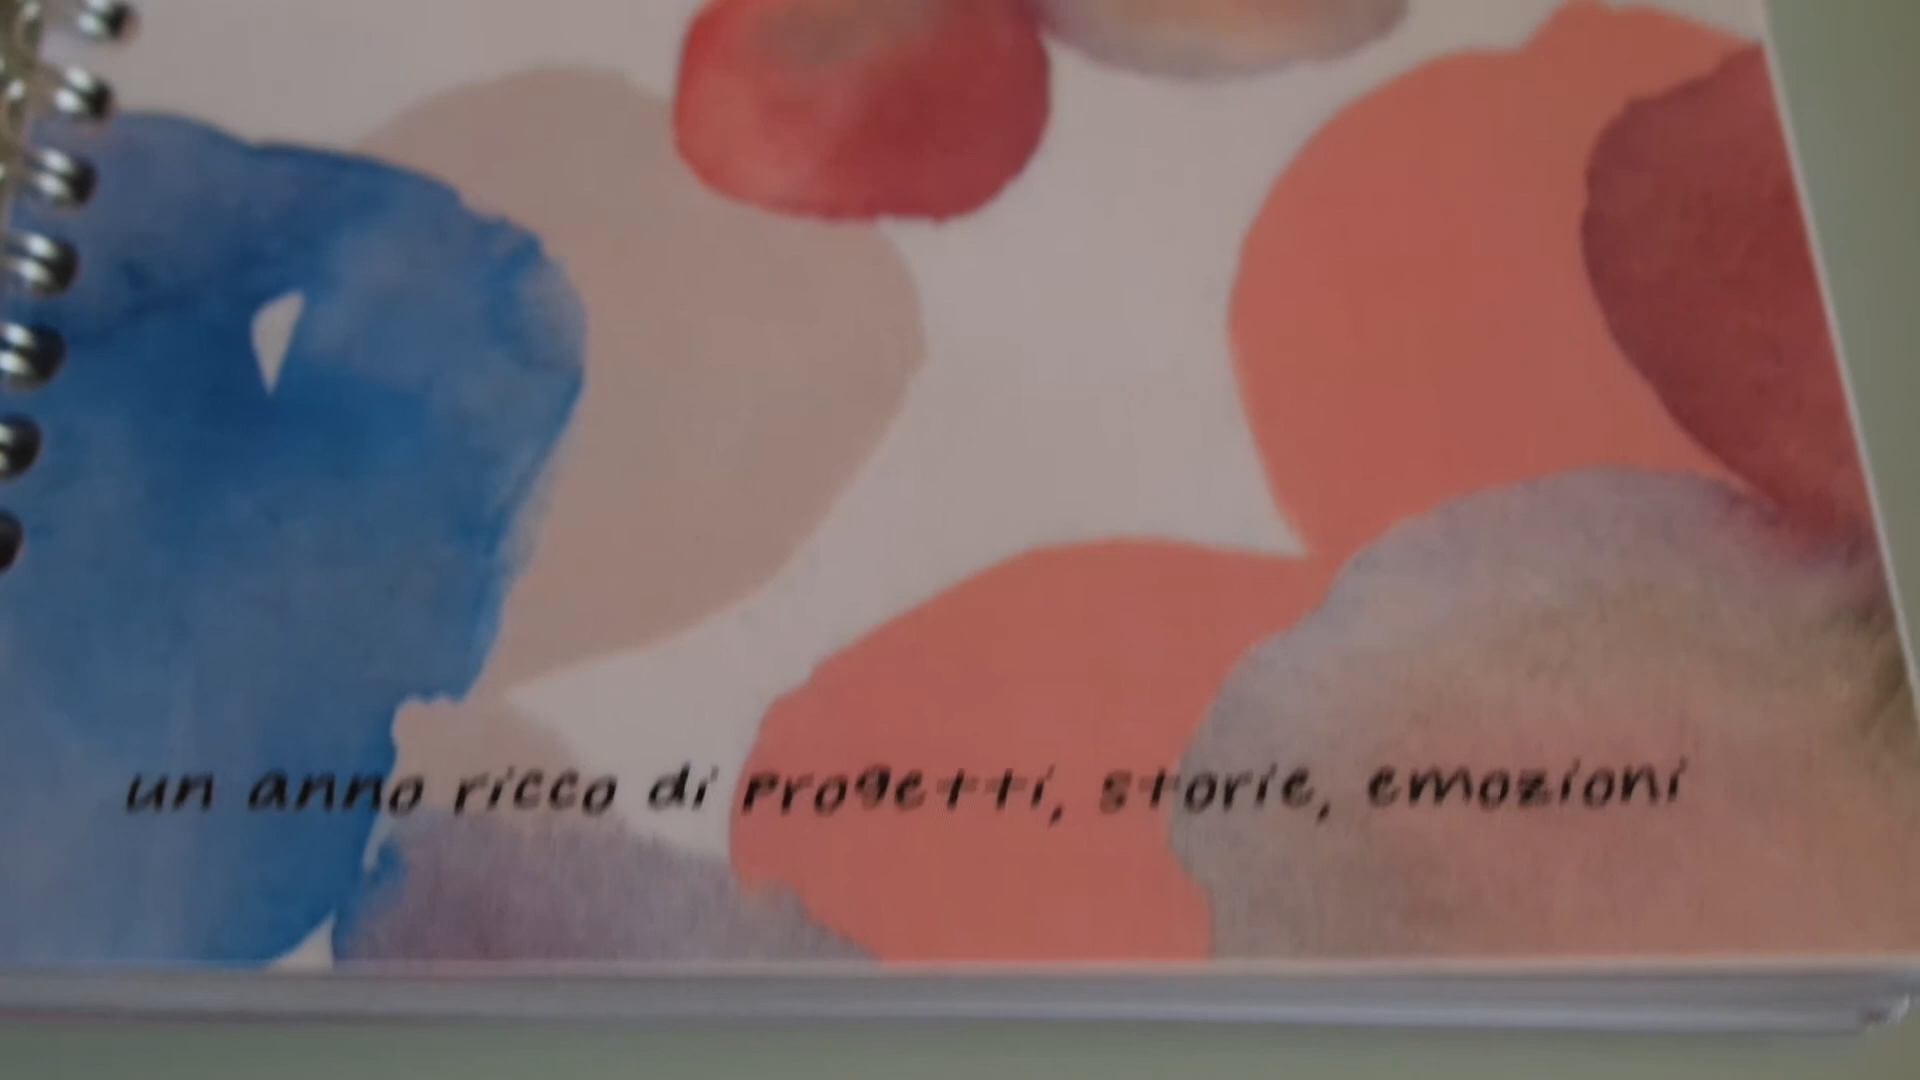 un anno ricco di progetti, storie, emozioni